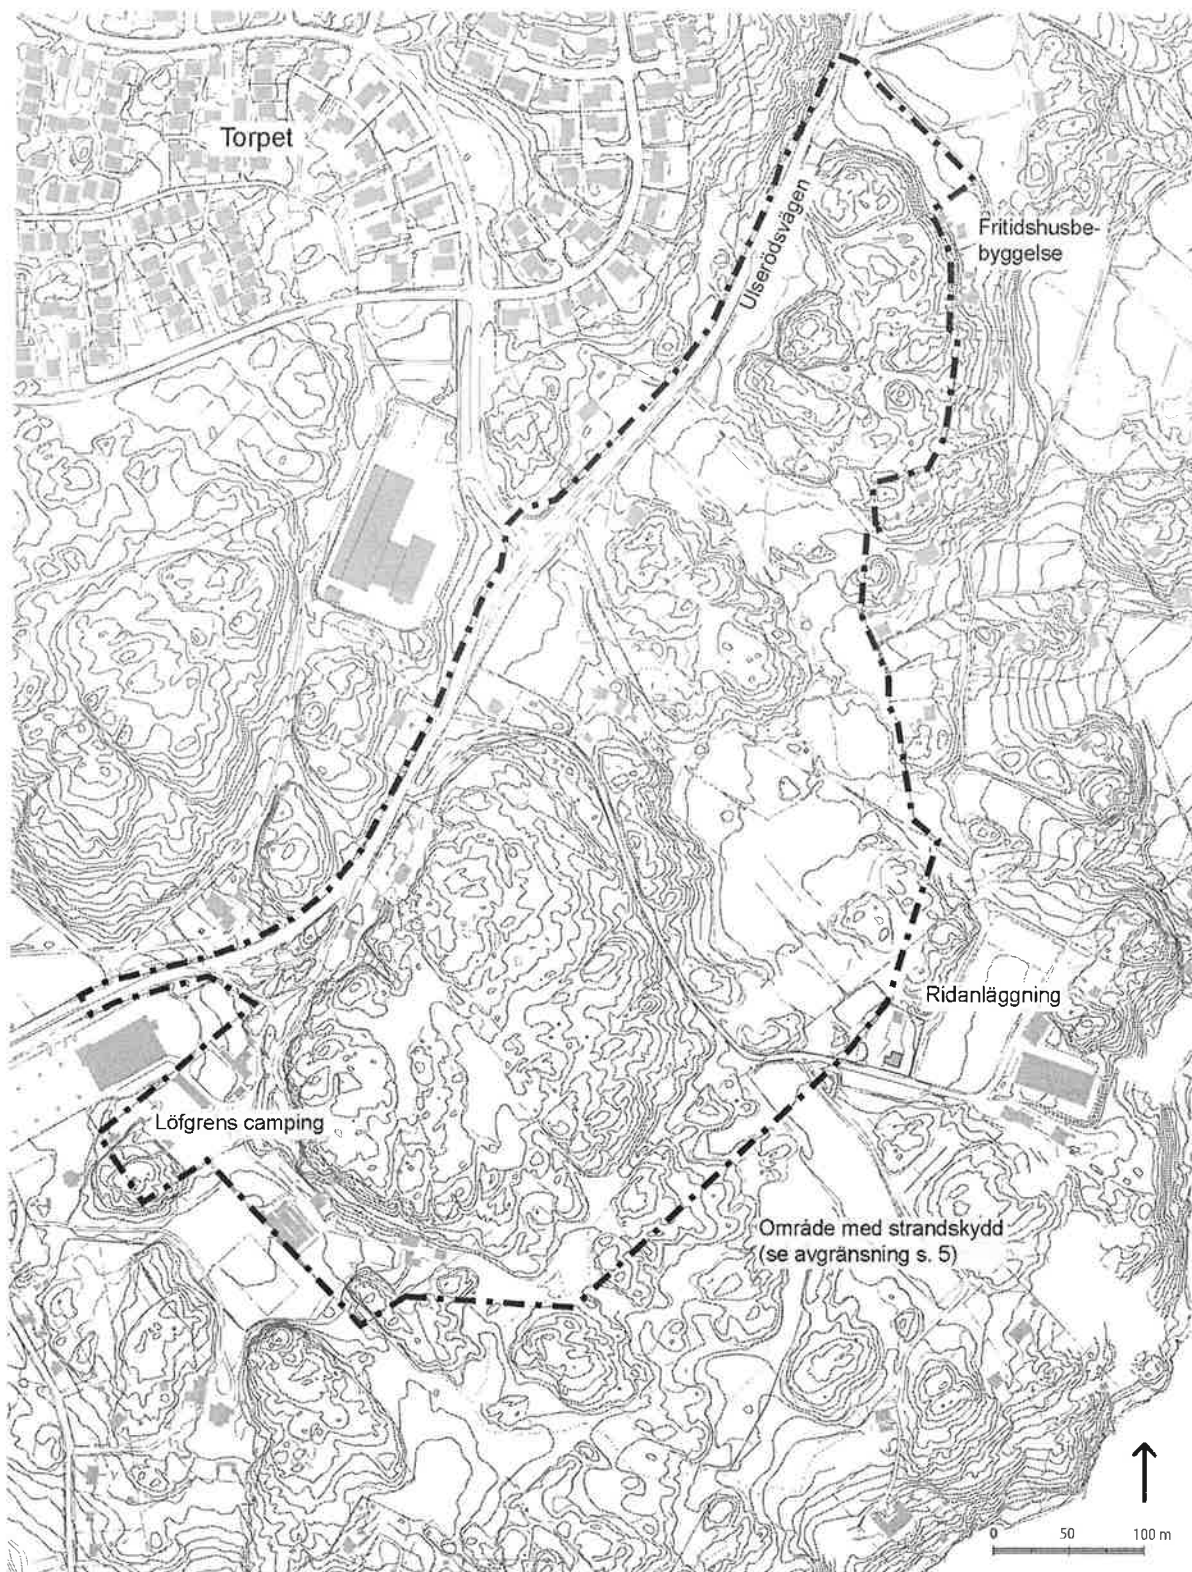 Torpet
Ulserödsvägen
Fritidshusbe-
byggelse
Ridanläggning
Löfgrens camping
Område med strandskydd
(se avgränsning s. 5)
0 50 100 m